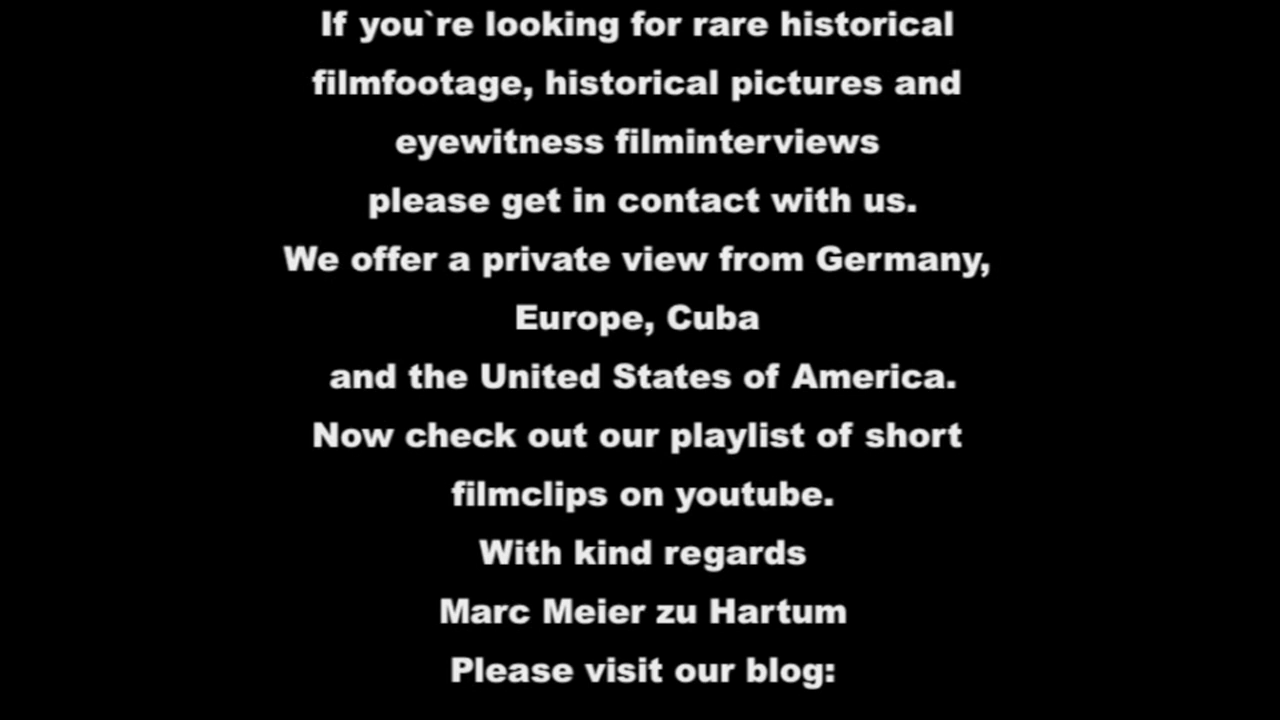 If you`re looking for rare historical
filmfootage, historical pictures and
eyewitness filminterviews
please get in contact with us.
We offer a private view from Germany,
Europe, Cuba
and the United States of America.
Now check out our playlist of short
filmclips on youtube.
With kind regards
Marc Meier zu Hartum
Please visit our blog: